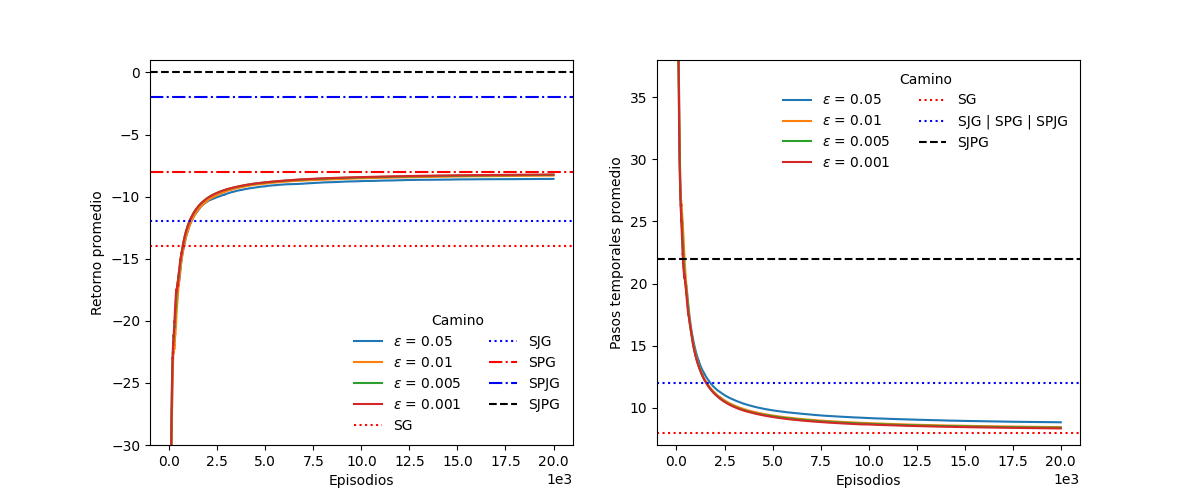 Retorno promedio
0
−5
−10
−15
−20
−25
−30
0.0 2.5 5.0 7.5 10.0 12.5 15.0 17.5 20.0
1e3
Episodios
Camino
ε = 0.05
ε = 0.01
ε = 0.005
ε = 0.001
SG
SJG
SPG
SPJG
SJPG
Pasos temporales promedio
35
30
25
20
15
10
0.0 2.5 5.0 7.5 10.0 12.5 15.0 17.5 20.0
1e3
Episodios
Camino
ε = 0.05
ε = 0.01
ε = 0.005
ε = 0.001
SG
SJG | SPG | SPJG
SJPG